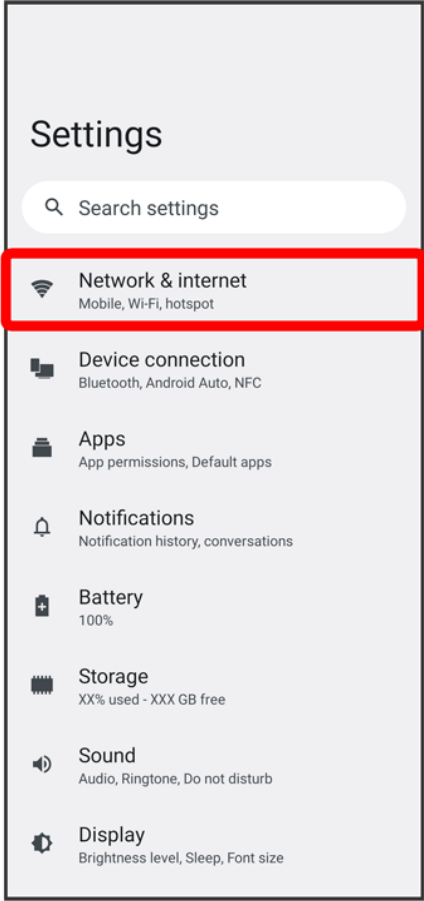 Settings
Search settings
Network & internet
Mobile, Wi-Fi, hotspot
Device connection
Bluetooth, Android Auto, NFC
Apps
App permissions, Default apps
Notifications
Notification history, conversations
Battery
100%
Storage
XX% used - XXX GB free
Sound
Audio, Ringtone, Do not disturb
Display
Brightness level, Sleep, Font size